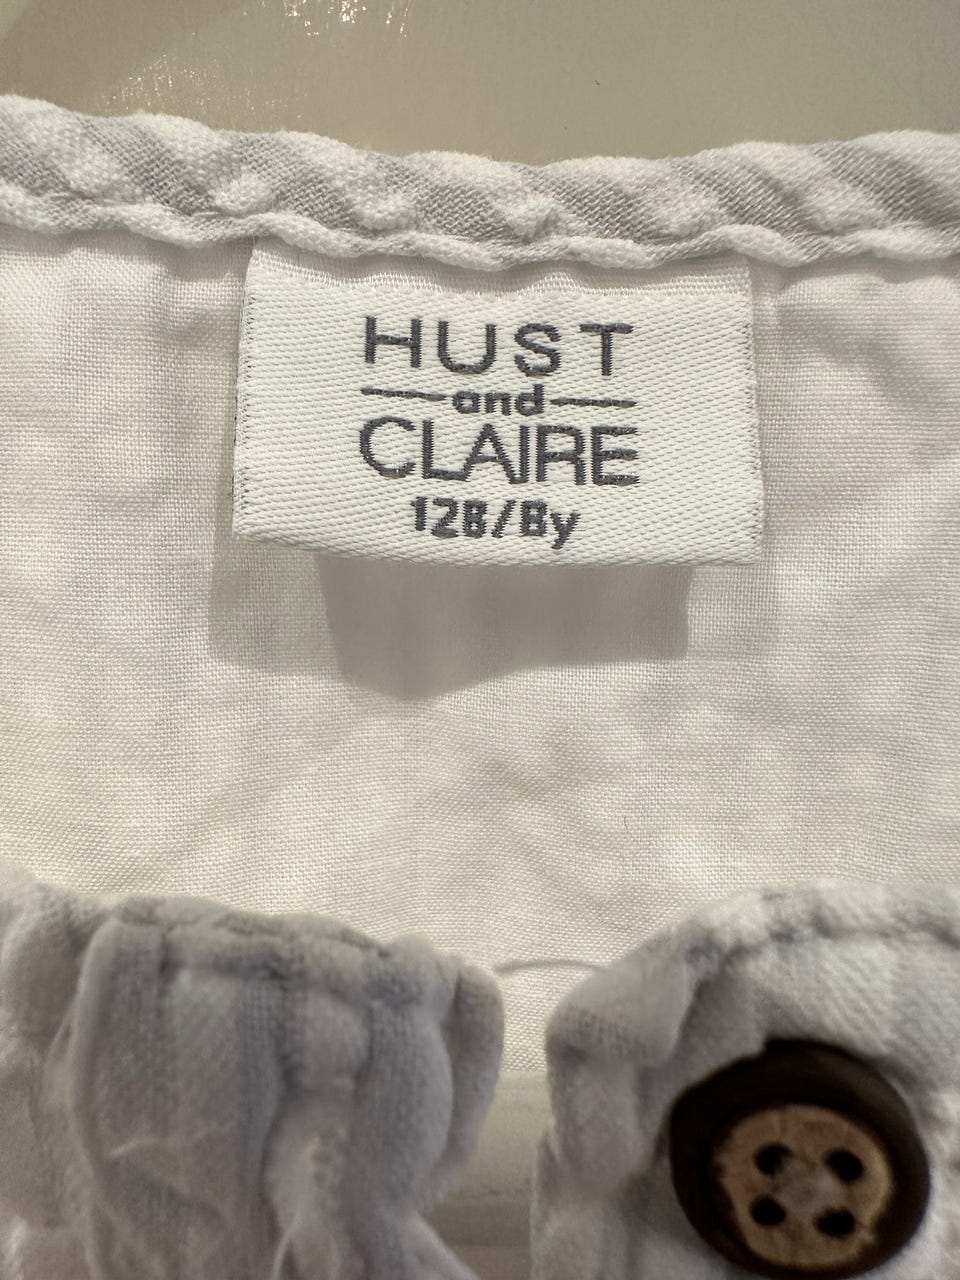 HUST
and
CLAIRE
128/8y